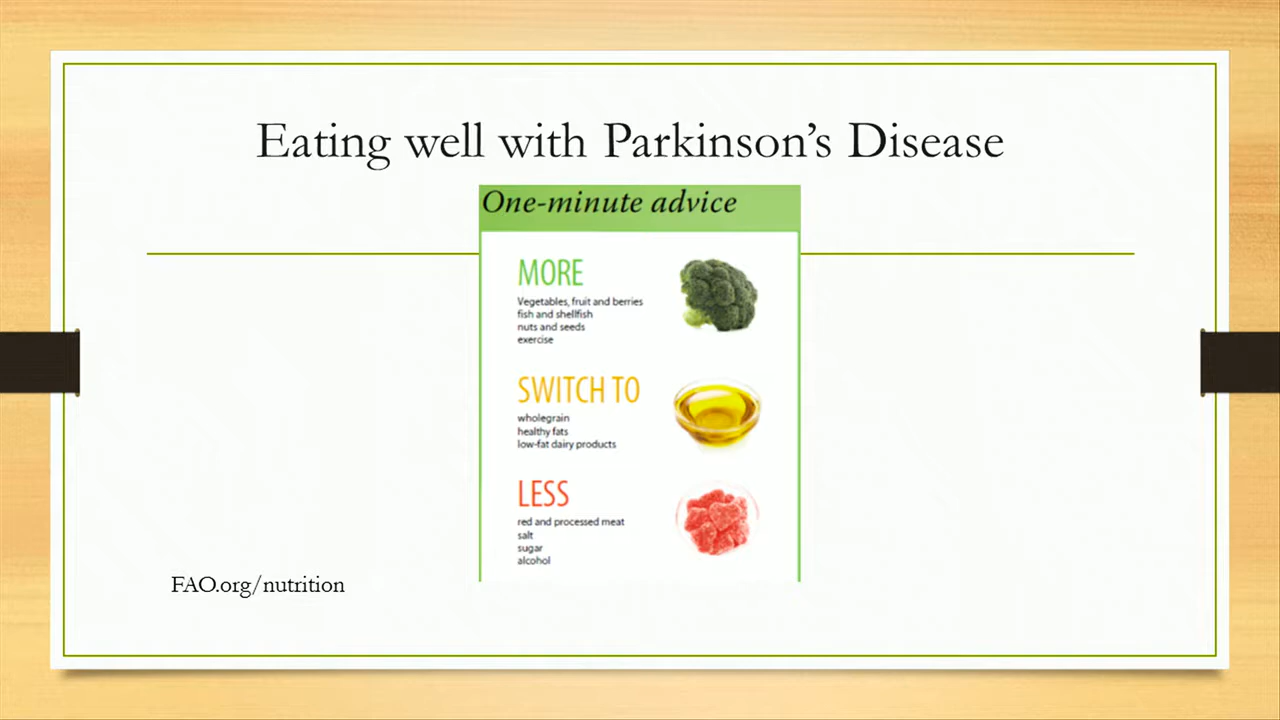 Eating well with Parkinson’s Disease
One-minute advice
MORE
Vegetables, fruit and berries
fish and shellfish
nuts and seeds
exercise
SWITCH TO
wholegrain
healthy fats
low-fat dairy products
LESS
red and processed meat
salt
sugar
alcohol
FAO.org/nutrition